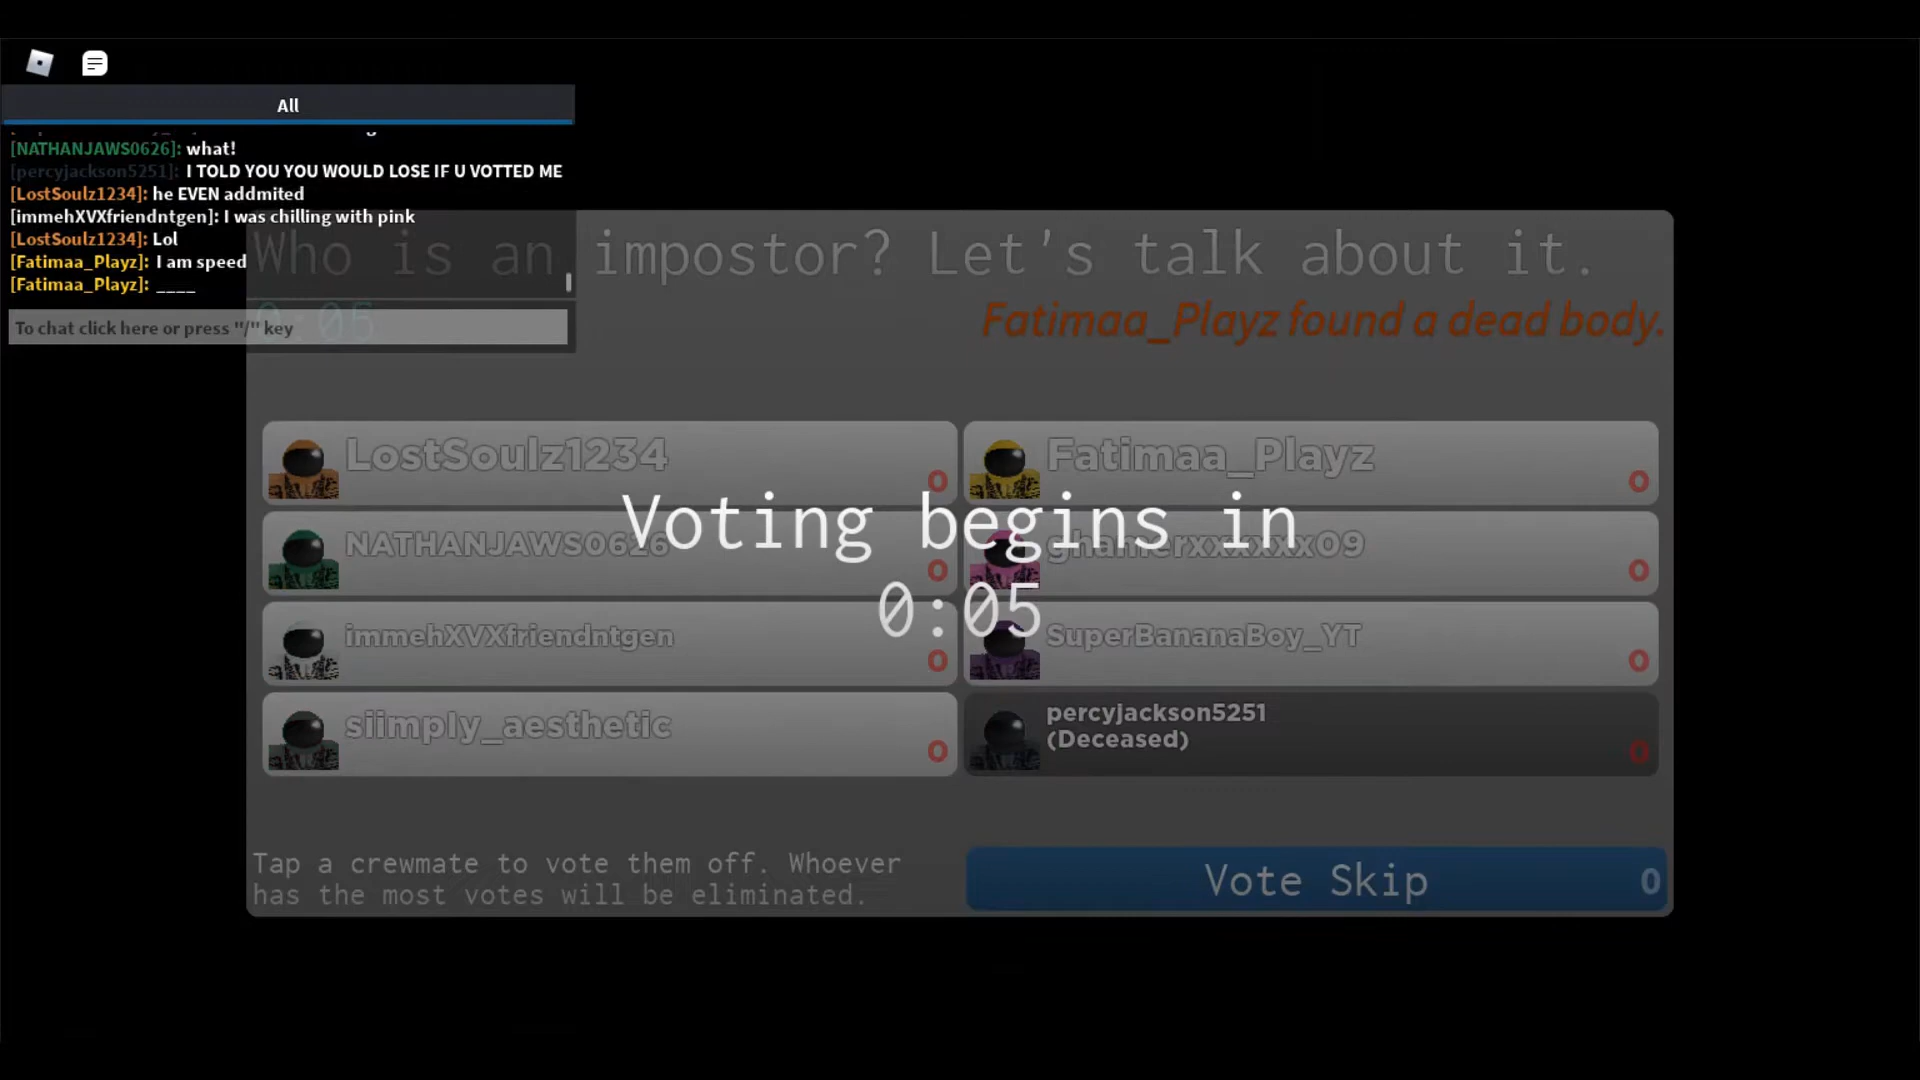 All
[NATHANJAWS0626]: what!
[percyjackson5251]: I TOLD YOU YOU WOULD LOSE IF U VOTTED ME
[LostSoulz1234]: he EVEN addmited
[immehXVXfriendntgen]: I was chilling with pink
[LostSoulz1234]: Lol
[Fatimaa_Playz]: I am speed
[Fatimaa_Playz]: ____
To chat click here or press "/" key
Who is an impostor? Let's talk about it.
0:05
Fatimaa_Playz found a dead body.
LostSoulz1234 0
Fatimaa_Playz 0
Voting begins in
0:05
NATHANJAWS0626 0
ghamerxxxxxx09 0
immehXVXfriendntgen 0
SuperBananaBoy_YT 0
siimply_aesthetic 0
percyjackson5251
(Deceased) 0
Tap a crewmate to vote them off. Whoever
has the most votes will be eliminated.
Vote Skip 0